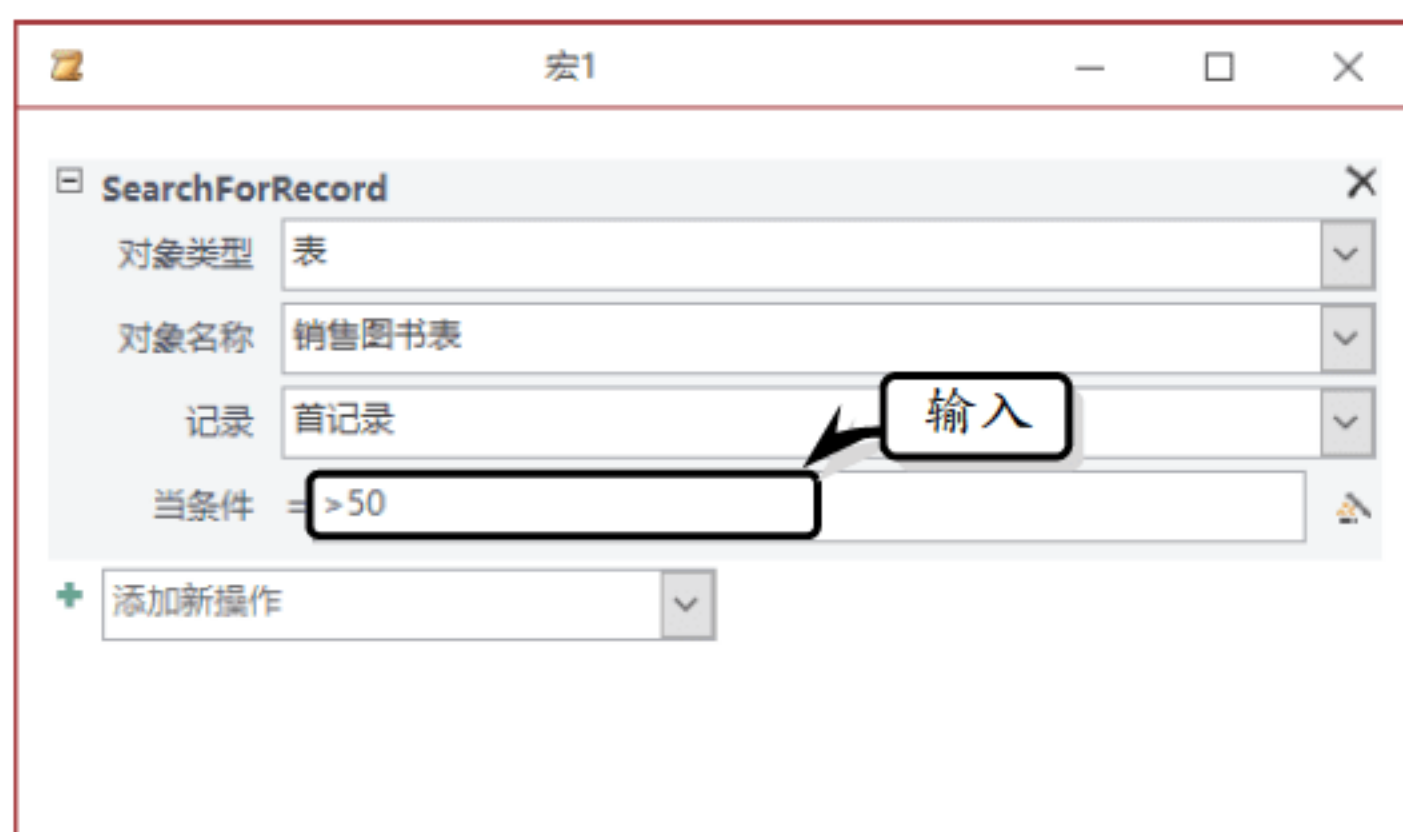 宏1
SearchForRecord
对象类型 表
对象名称 销售图书表
记录 首记录
输入
当条件 = >50
添加新操作